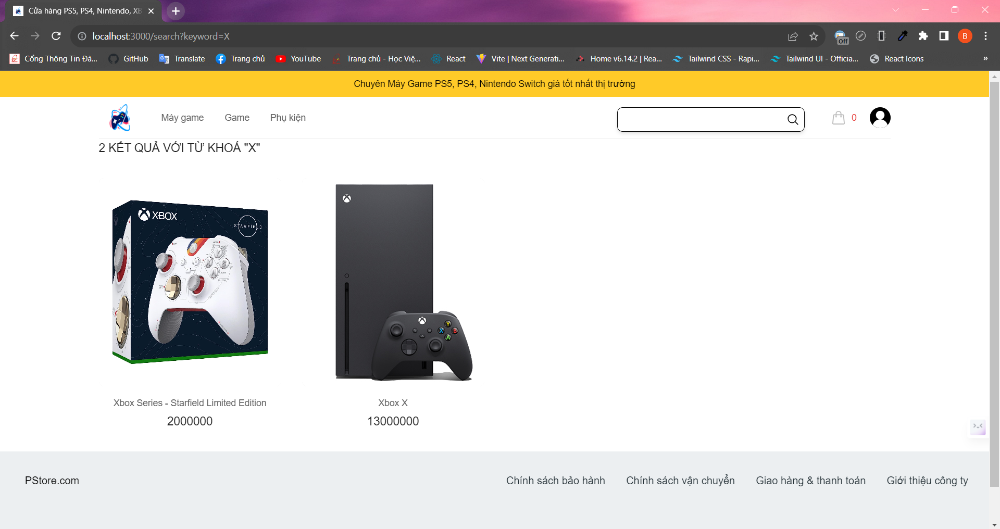 Cửa hàng PS5, PS4, Nintendo, XB
localhost:3000/search?keyword=X
Off
B
Cổng Thông Tin Đà...
GitHub
Translate
Trang chủ
YouTube
Trang chủ - Học Việ...
React
Vite | Next Generati...
Home v6.14.2 | Rea...
Tailwind CSS - Rapi...
Tailwind UI - Officia...
React Icons
»
Chuyên Máy Game PS5, PS4, Nintendo Switch giá tốt nhất thị trường
Máy game
Game
Phụ kiện
0
2 KẾT QUẢ VỚI TỪ KHOÁ "X"
XBOX
STARFIELD
Y
X
B
A
Y
X
B
A
Xbox Series - Starfield Limited Edition
2000000
Xbox X
13000000
PStore.com
Chính sách bảo hành
Chính sách vận chuyển
Giao hàng & thanh toán
Giới thiệu công ty